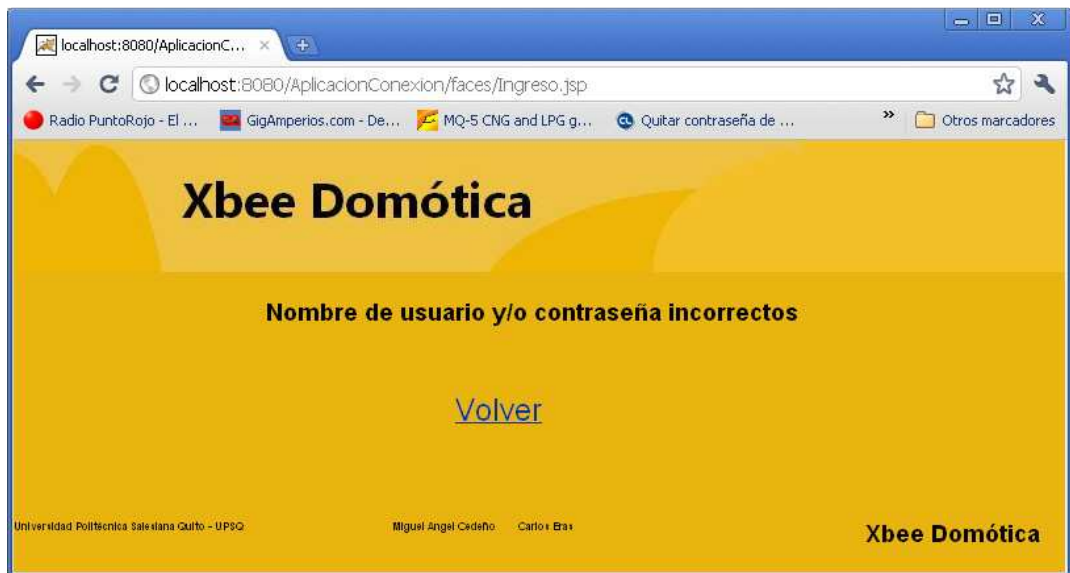 localhost:8080/AplicacionC...
localhost:8080/AplicacionConexion/faces/Ingreso.jsp
Radio PuntoRojo - El ... GigAmperios.com - De... MQ-5 CNG and LPG g... Quitar contraseña de ... » Otros marcadores
Xbee Domótica
Nombre de usuario y/o contraseña incorrectos
Volver
Universidad Politécnica Salesiana Quito - UPSQ Miguel Angel Cedeño Carlos Eras Xbee Domótica